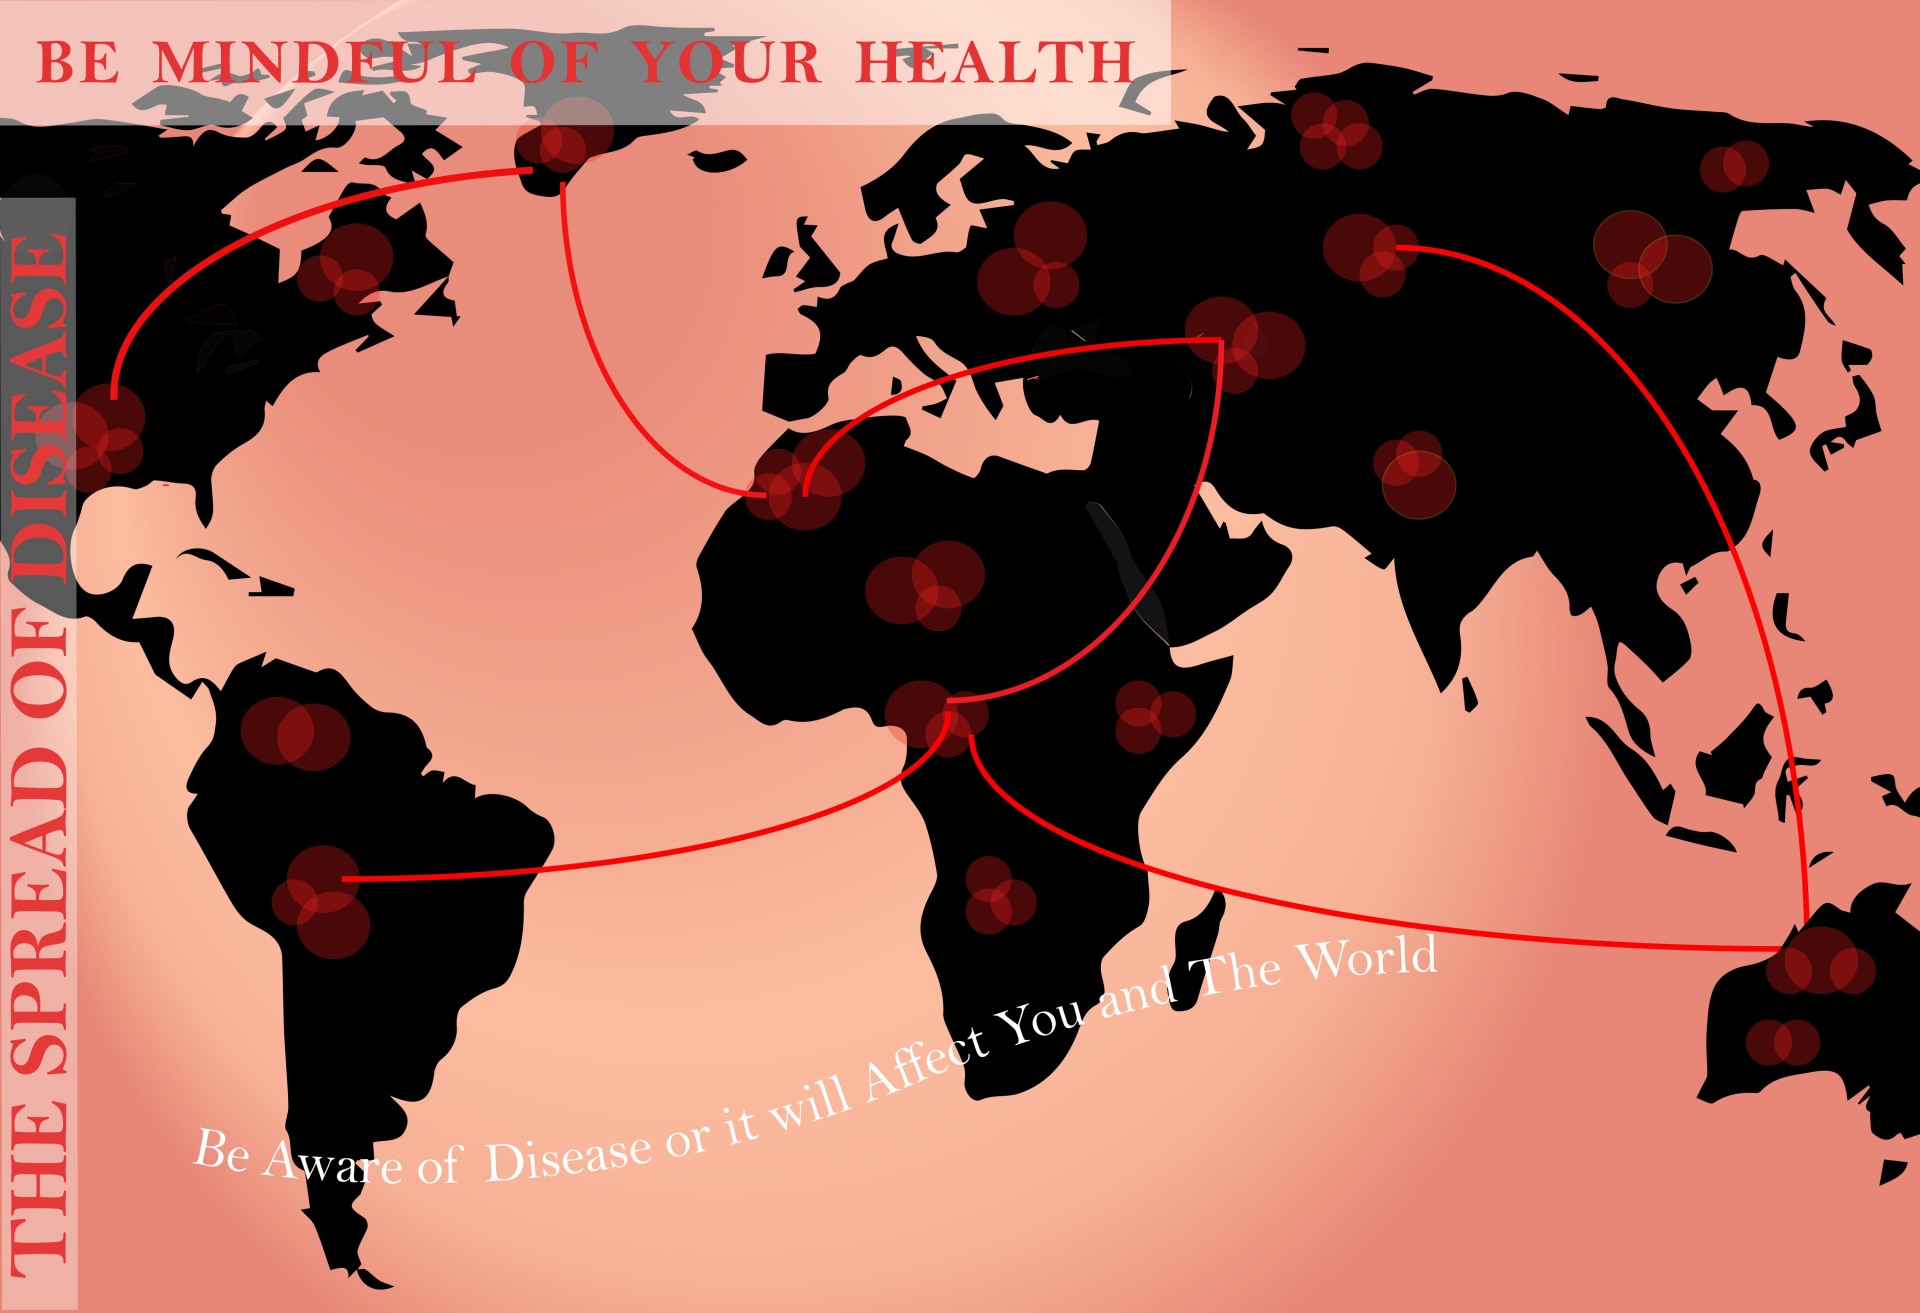 BE MINDFUL OF YOUR HEALTH
THE SPREAD OF DISEASE
Be Aware of Disease or it will Affect You and The World